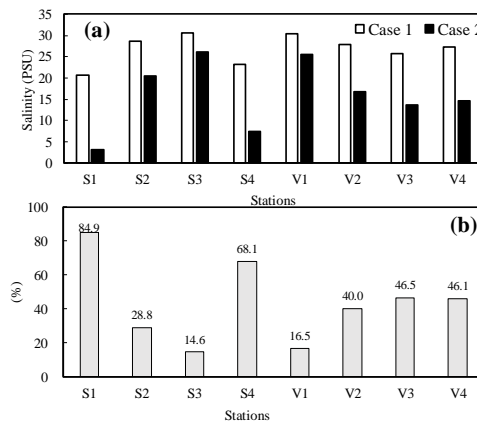 (a)
Case 1
Case 2
Salinity (PSU)
35
30
25
20
15
10
5
0
S1 S2 S3 S4 V1 V2 V3 V4
Stations
(b)
(%)
100
80
60
40
20
0
84.9
28.8
14.6
68.1
16.5
40.0
46.5
46.1
S1 S2 S3 S4 V1 V2 V3 V4
Stations